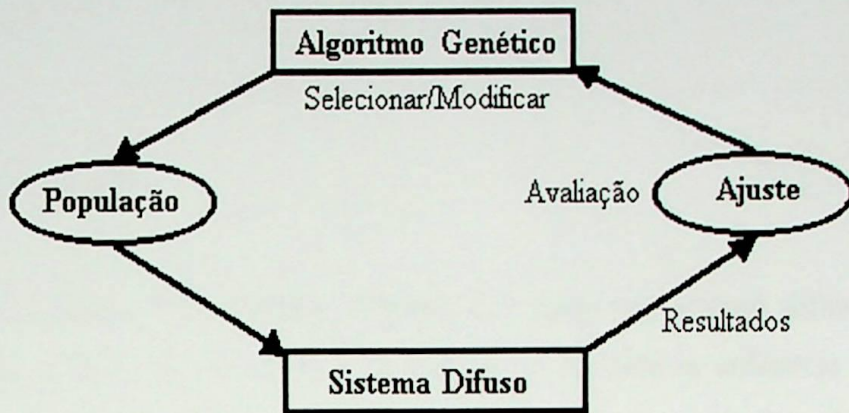 Algoritmo Genético
Selecionar/Modificar
População
Avaliação
Ajuste
Resultados
Sistema Difuso